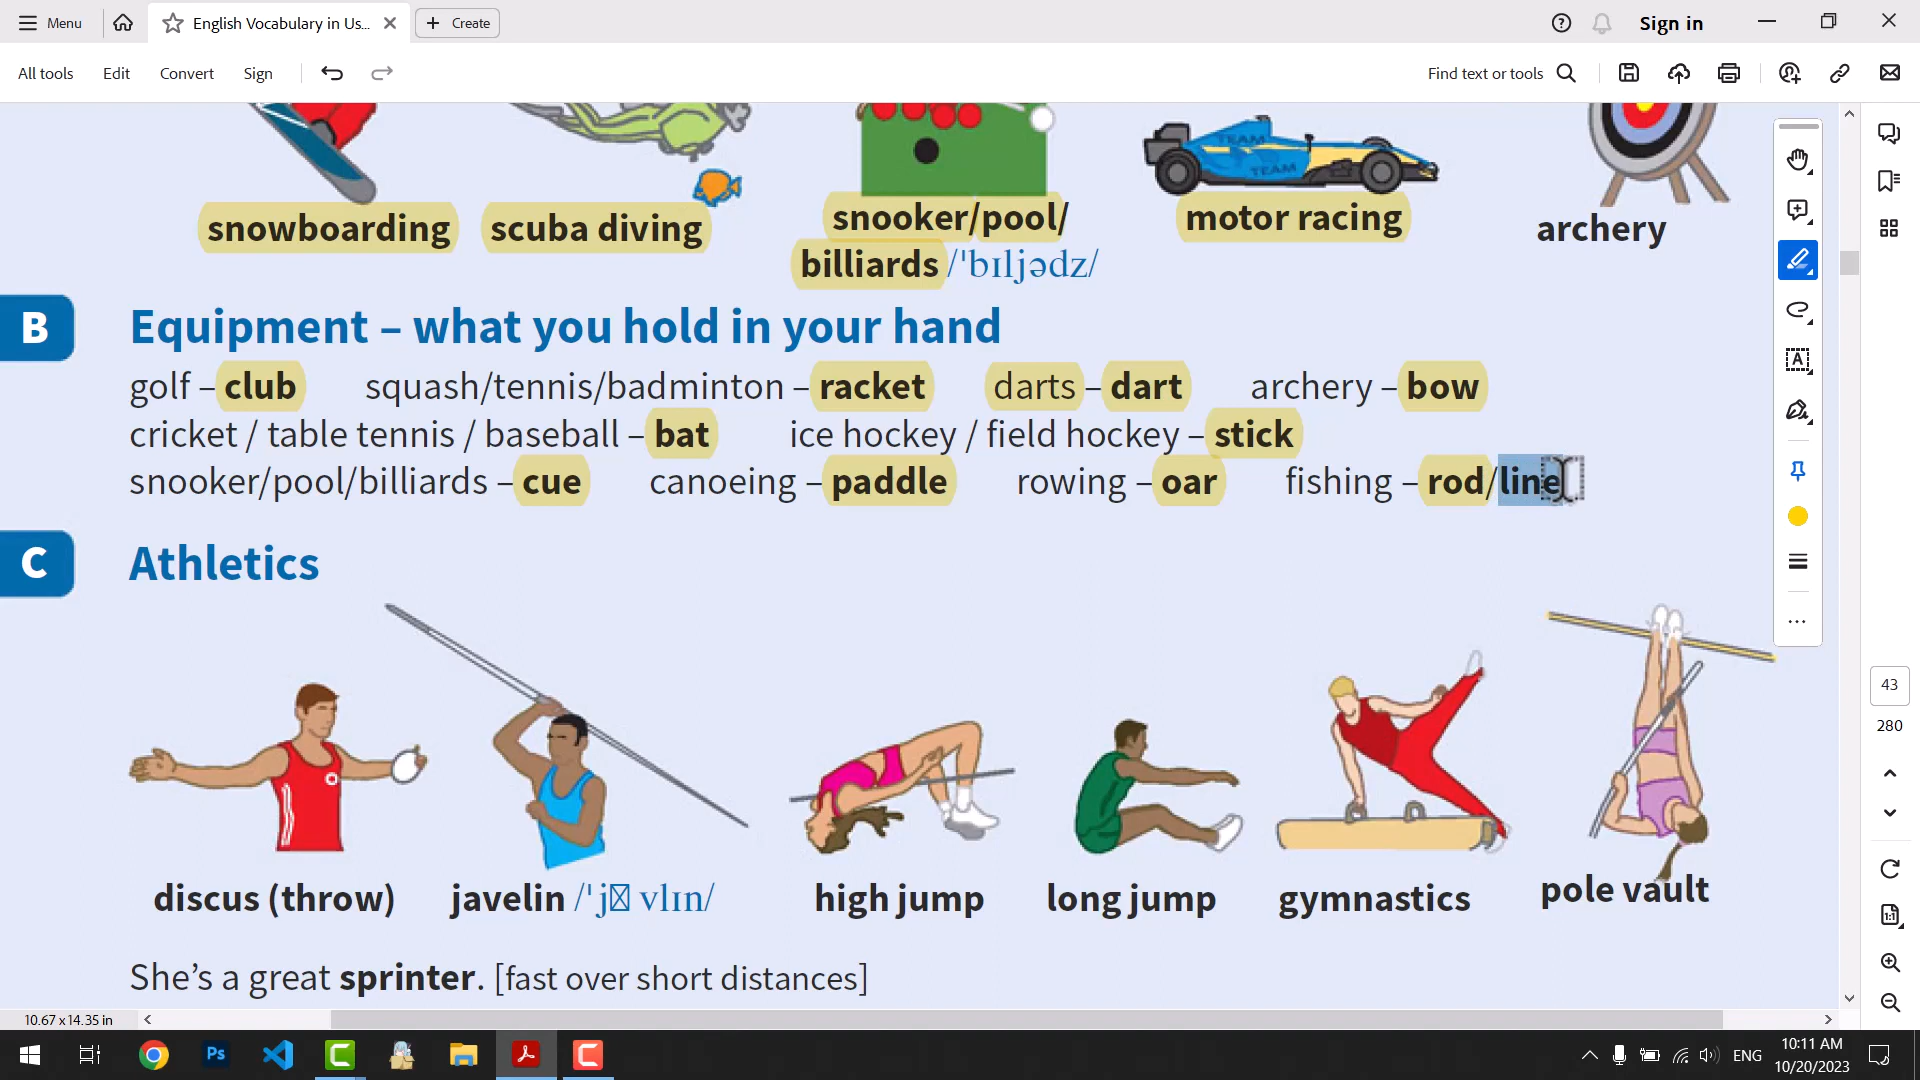 Menu
English Vocabulary in Us...
Create
Sign in
All tools
Edit
Convert
Sign
Find text or tools
TEAM
TEAM
snowboarding
scuba diving
snooker/pool/
billiards /ˈbɪljədz/
motor racing
archery
B
Equipment – what you hold in your hand
golf – club squash/tennis/badminton – racket darts – dart archery – bow
cricket / table tennis / baseball – bat ice hockey / field hockey – stick
snooker/pool/billiards – cue canoeing – paddle rowing – oar fishing – rod/line
C
Athletics
discus (throw)
javelin /ˈj vlɪn/
high jump
long jump
gymnastics
pole vault
She’s a great sprinter. [fast over short distances]
43
280
10.67 x 14.35 in
Ps
ENG
10:11 AM
10/20/2023